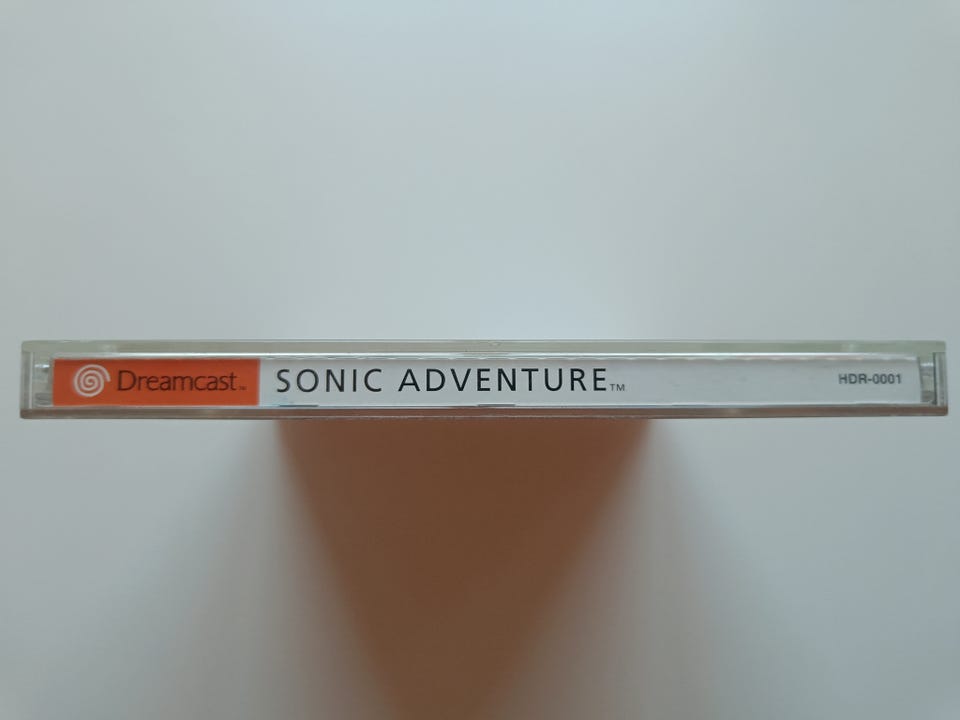 Dreamcast™ SONIC ADVENTURE™ HDR-0001